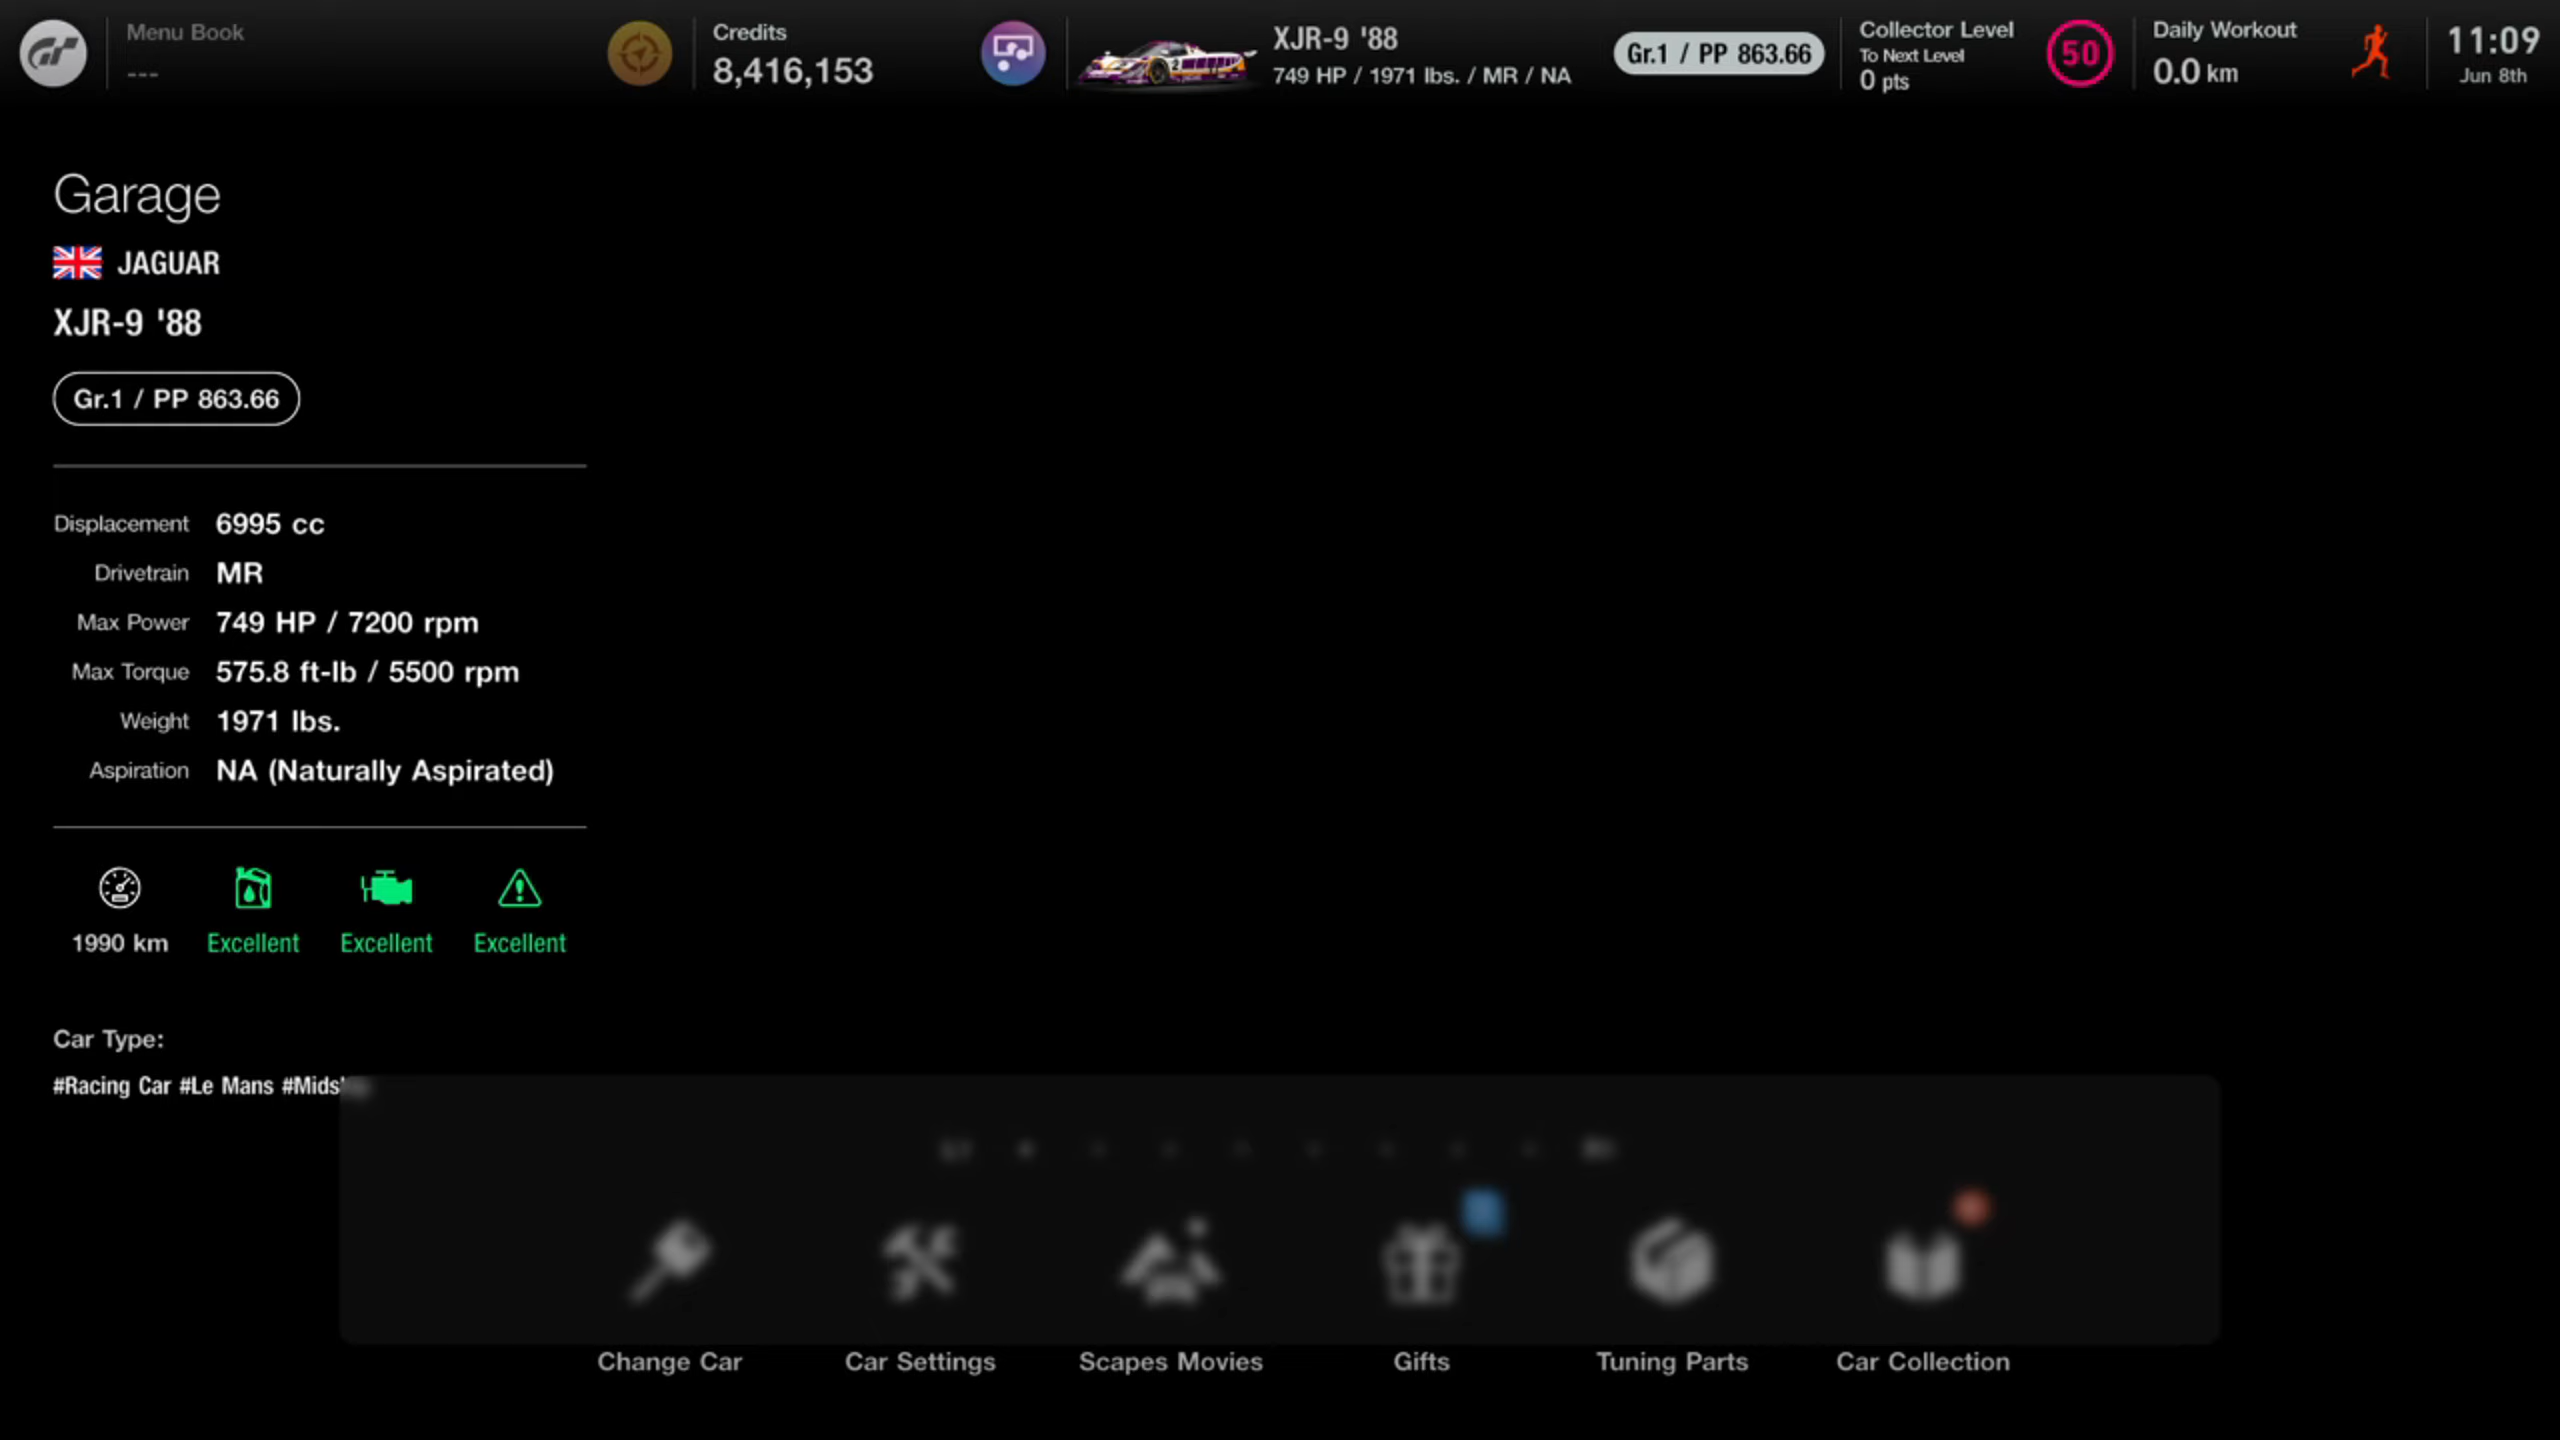 Menu Book
---
Credits
8,416,153
XJR-9 '88
749 HP / 1971 lbs. / MR / NA
Gr.1 / PP 863.66
Collector Level
To Next Level
0 pts
50
Daily Workout
0.0 km
11:09
Jun 8th
Garage
JAGUAR
XJR-9 '88
Gr.1 / PP 863.66
Displacement 6995 cc
Drivetrain MR
Max Power 749 HP / 7200 rpm
Max Torque 575.8 ft-lb / 5500 rpm
Weight 1971 lbs.
Aspiration NA (Naturally Aspirated)
1990 km Excellent Excellent Excellent
Car Type:
#Racing Car #Le Mans
Change Car Car Settings Scapes Movies Gifts Tuning Parts Car Collection